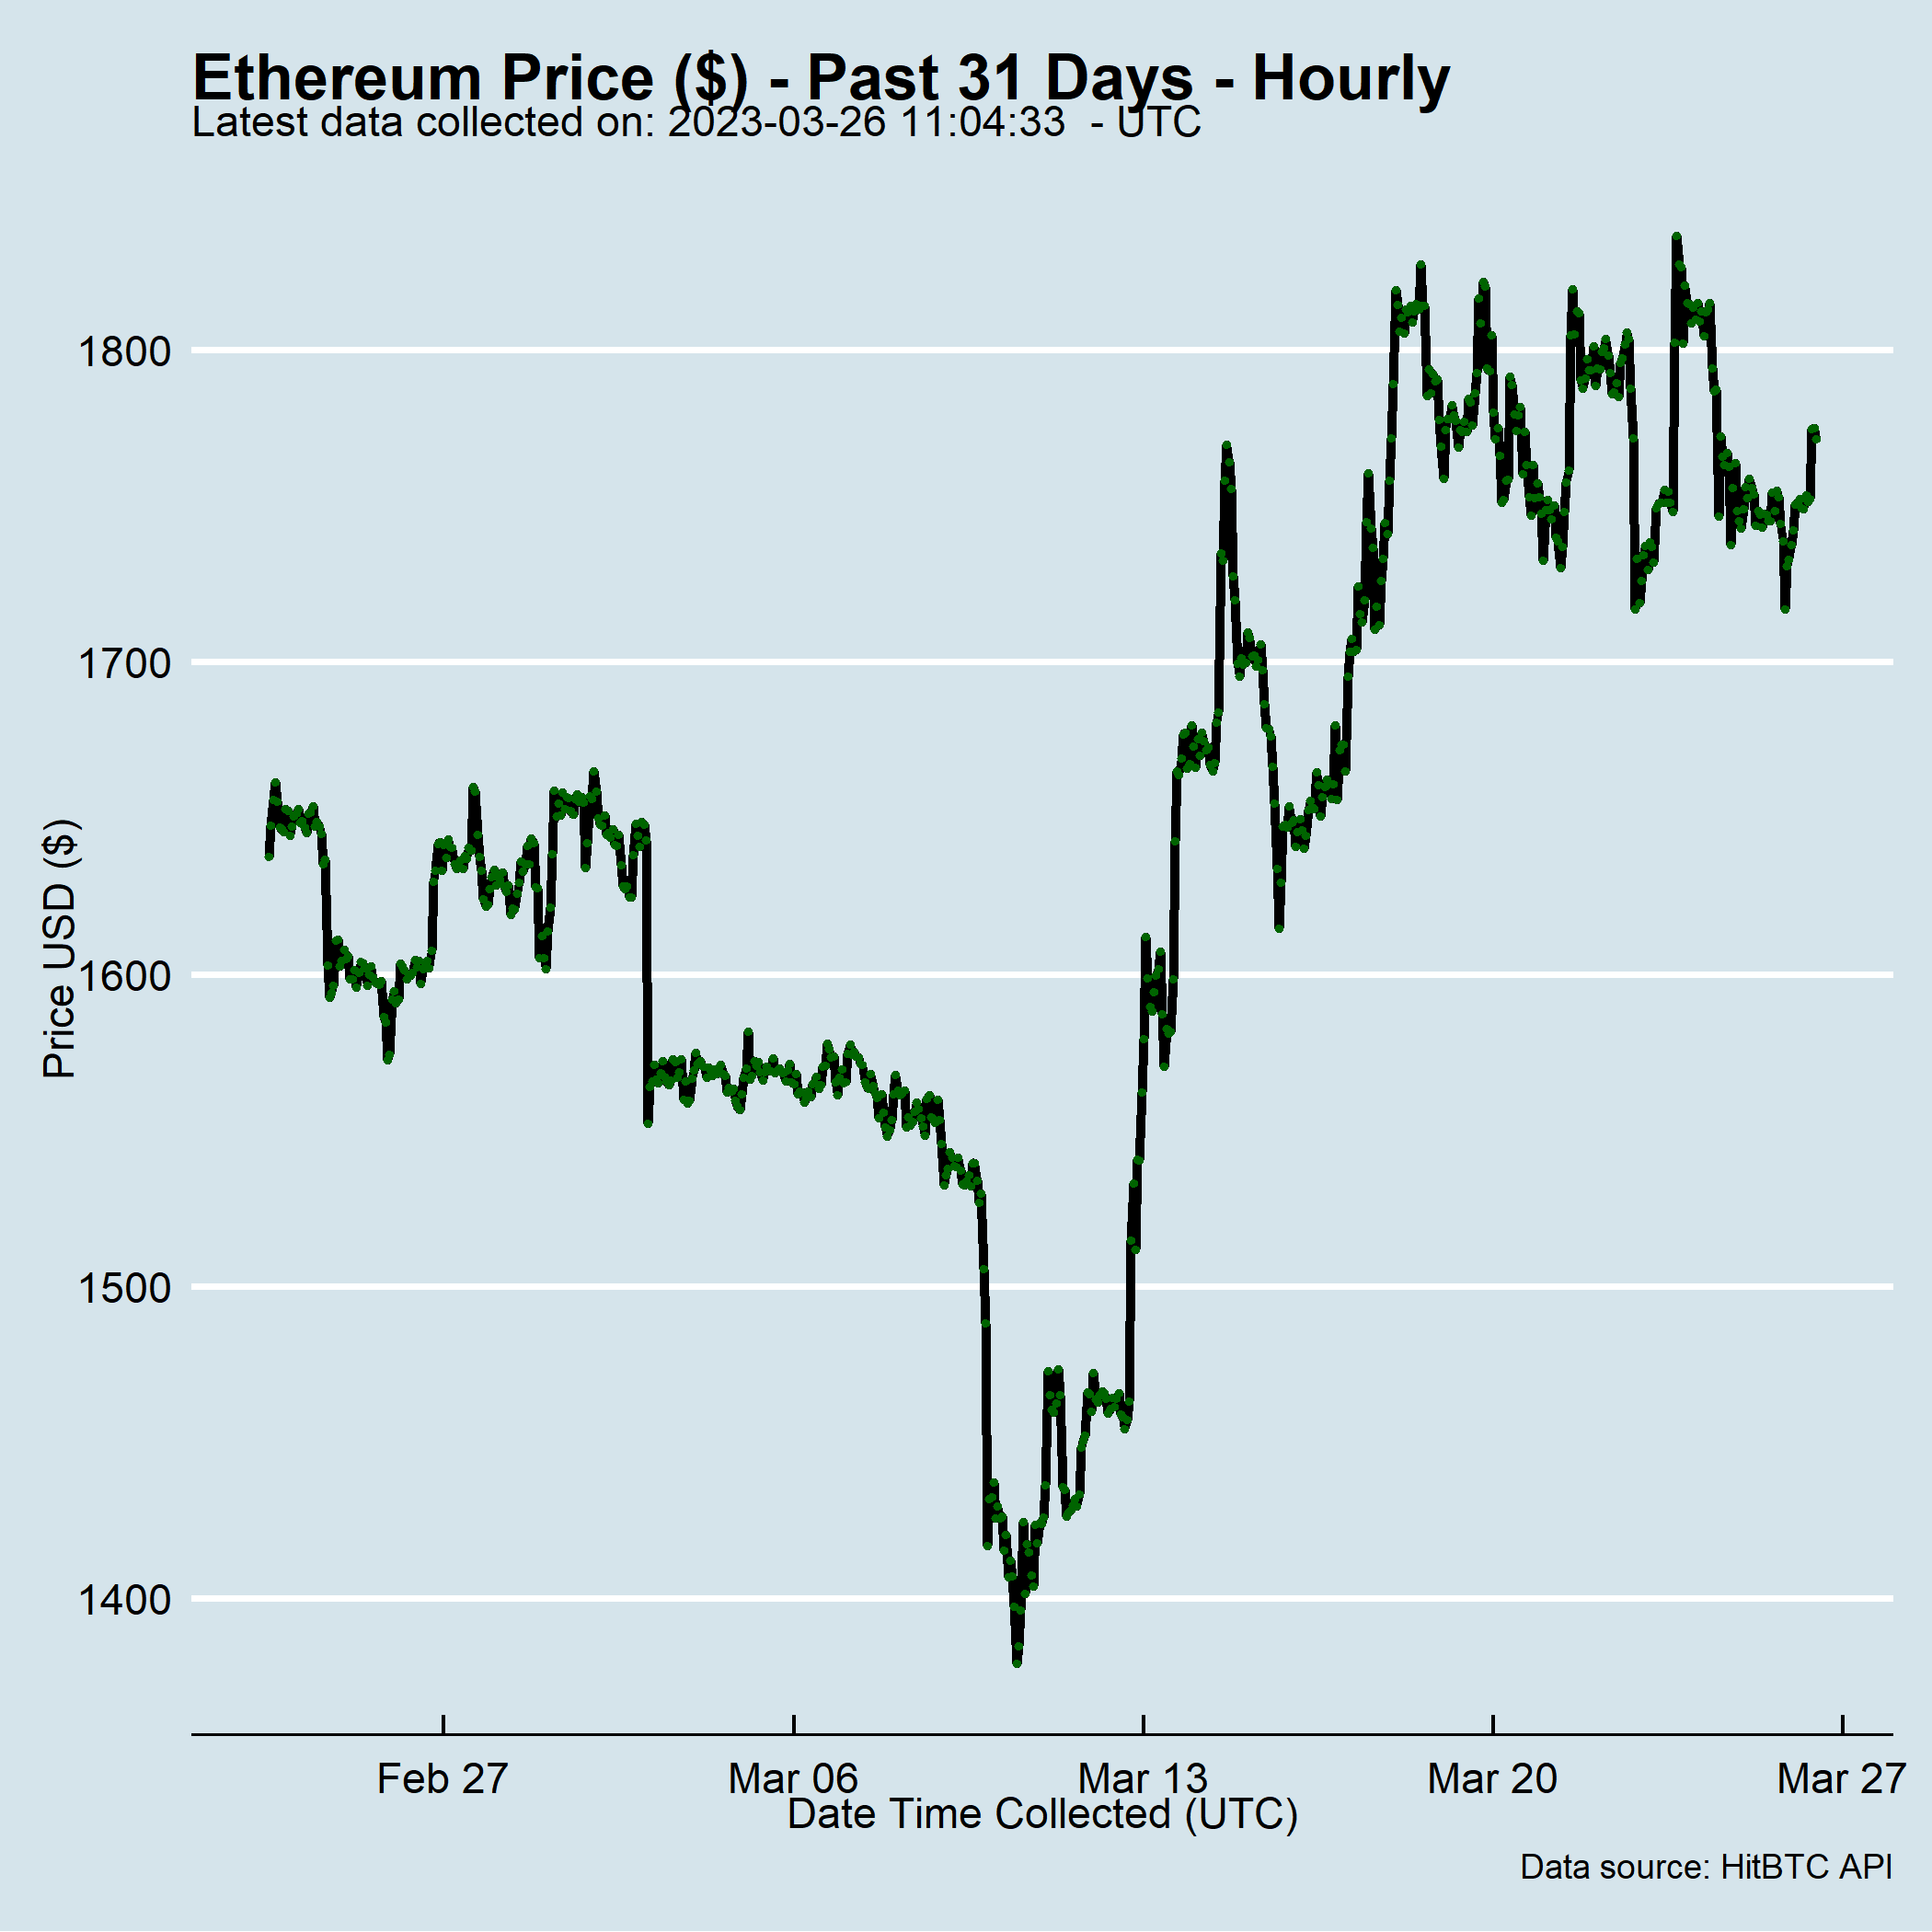 Ethereum Price ($) - Past 31 Days - Hourly
Latest data collected on: 2023-03-26 11:04:33  - UTC
Price USD ($)
1800
1700
1600
1500
1400
Feb 27 Mar 06 Mar 13 Mar 20 Mar 27
Date Time Collected (UTC)
Data source: HitBTC API